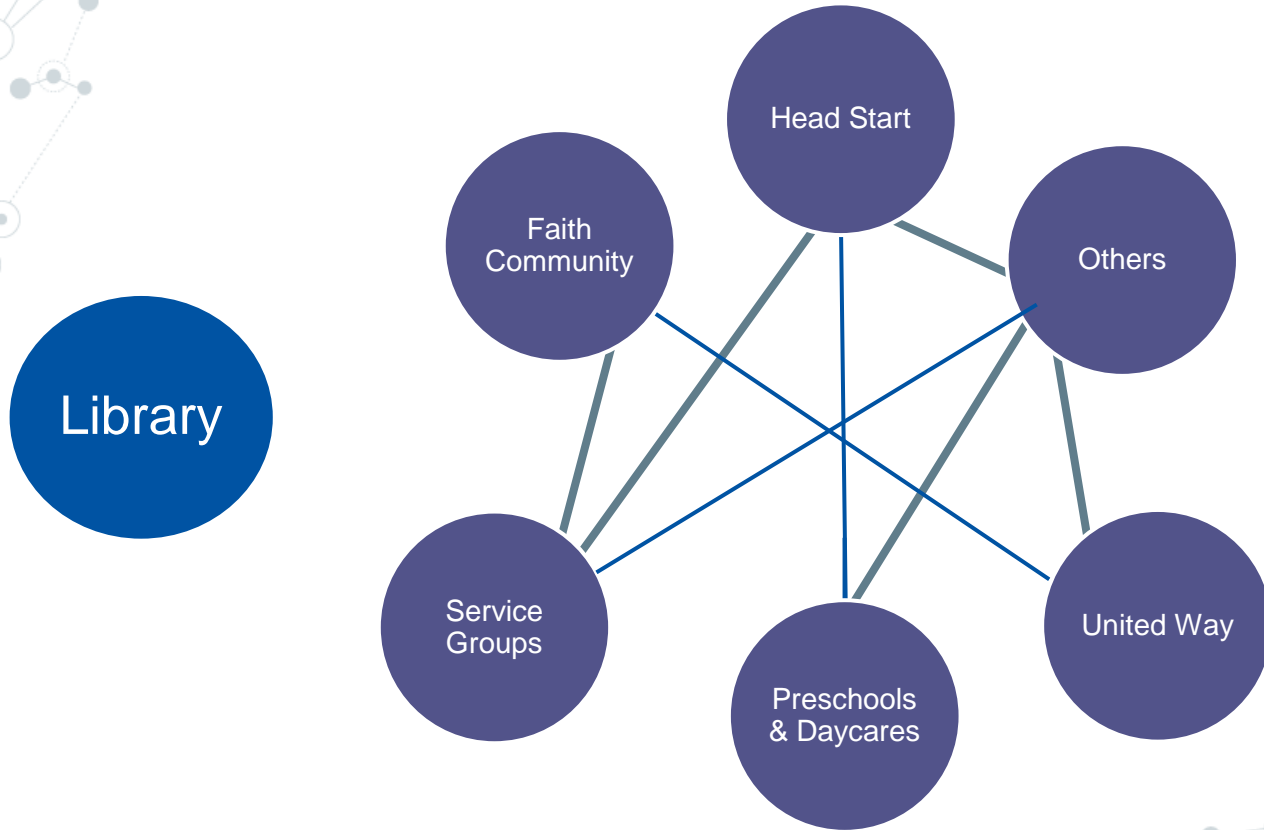 Head Start
Faith
Community
Others
Library
Service
Groups
United Way
Preschools
& Daycares